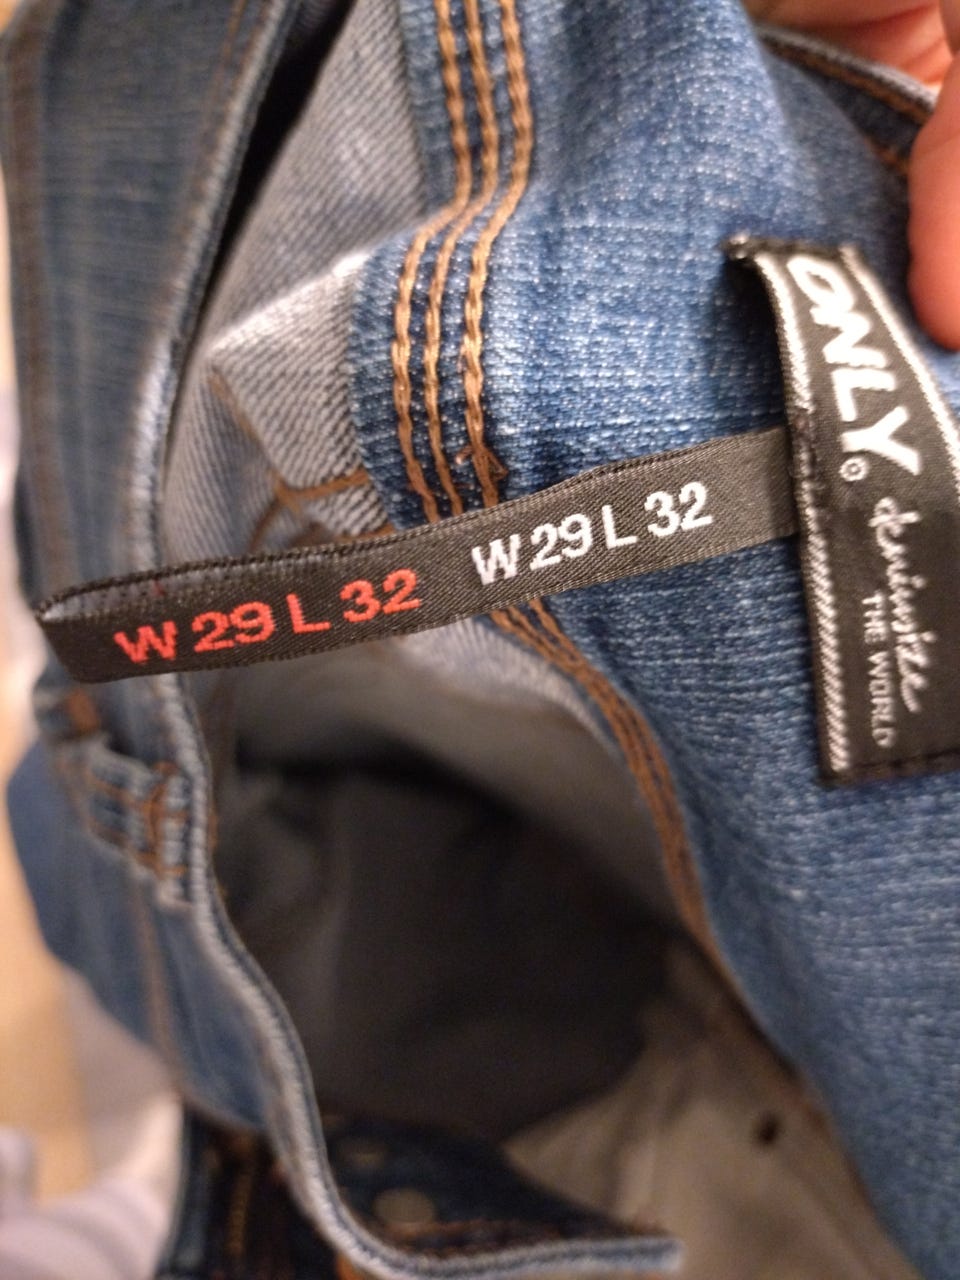 W 29 L 32 W 29 L 32
ONLY®
denimize
THE WORLD